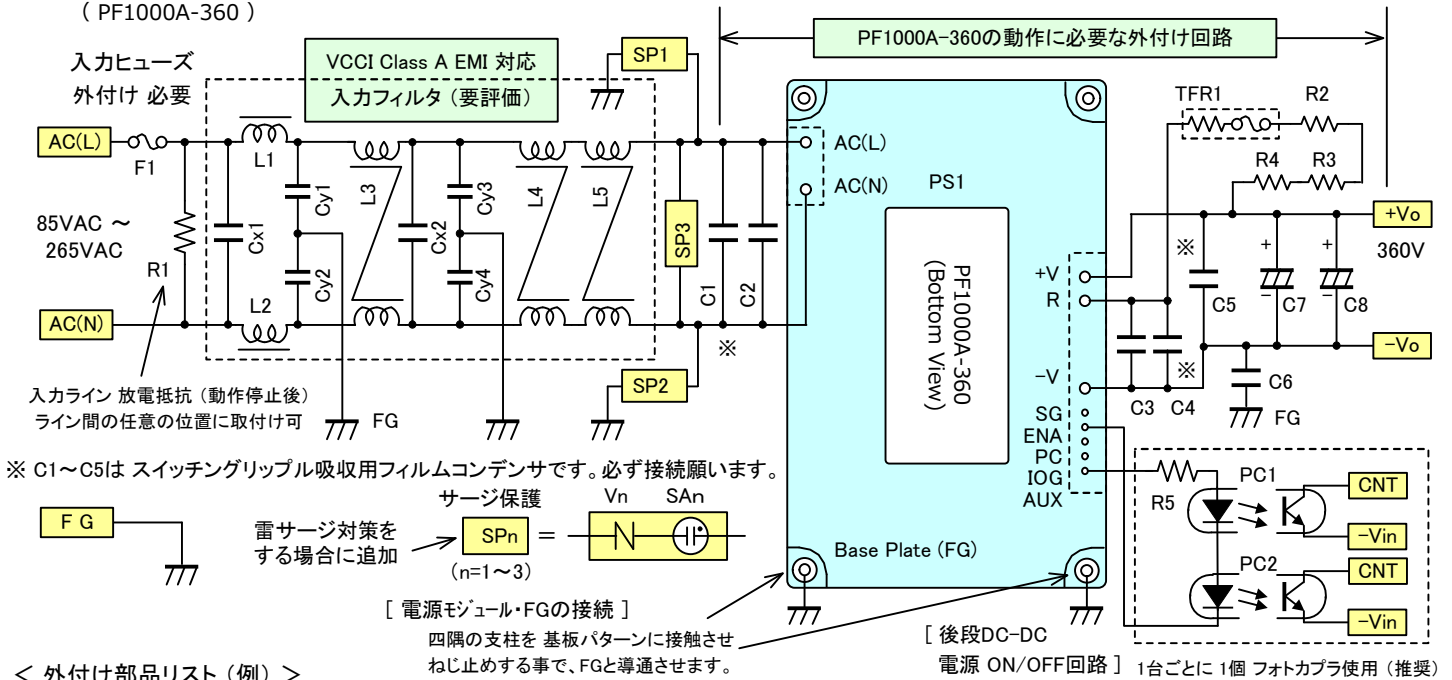 ( PF1000A-360 )
入力ヒューズ
外付け 必要
VCCI Class A EMI 対応
入力フィルタ (要評価)
SP1
PF1000A-360の動作に必要な外付け回路
AC(L)
F1
L1
Cy1
L3
Cy3
L4
L5
AC(L)
AC(N)
PS1
TFR1
R2
R4
R3
85VAC ～
265VAC
R1
Cx1
Cy2
Cx2
Cy4
SP3
C1
C2
※
+Vo
360V
AC(N)
L2
PF1000A-360
(Bottom View)
+V
R
-V
※
+
-
+
-
C5
C7
C8
-Vo
SP2
※
C3
C4
C6
FG
入力ライン 放電抵抗 (動作停止後)
ライン間の任意の位置に取付け可
FG
SG
ENA
PC
IOG
AUX
※ C1～C5は スイッチングリップル吸収用フィルムコンデンサです。必ず接続願います。
F G
雷サージ対策を
する場合に追加
サージ保護
SPn
=
Vn
SAn
(n=1～3)
Base Plate (FG)
R5
PC1
CNT
-Vin
PC2
CNT
-Vin
[ 電源モジュール・FGの接続 ]
四隅の支柱を 基板パターンに接触させ
ねじ止めする事で、FGと導通させます。
[ 後段DC-DC
電源 ON/OFF回路 ]
1台ごとに 1個 フォトカプラ使用 (推奨)
< 外付け部品リスト (例) >